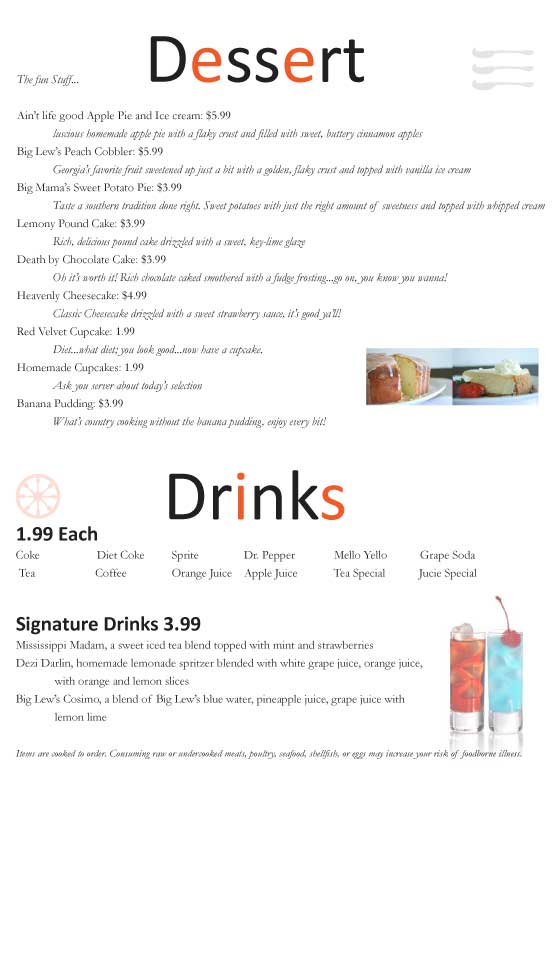 Dessert
The fun Stuff...
Ain't life good Apple Pie and Ice cream: $5.99
luscious homemade apple pie with a flaky crust and filled with sweet, buttery cinnamon apples
Big Lew's Peach Cobbler: $5.99
Georgia's favorite fruit sweetened up just a bit with a golden, flaky crust and topped with vanilla ice cream
Big Mama's Sweet Potato Pie: $3.99
Taste a southern tradition done right. Sweet potatoes with just the right amount of sweetness and topped with whipped cream
Lemony Pound Cake: $3.99
Rich, delicious pound cake drizzled with a sweet, key-lime glaze
Death by Chocolate Cake: $3.99
Oh it's worth it! Rich chocolate caked smothered with a fudge frosting...go on, you know you wanna!
Heavenly Cheesecake: $4.99
Classic Cheesecake drizzled with a sweet strawberry sauce, it's good ya'll!
Red Velvet Cupcake: 1.99
Diet...what diet; you look good...now have a cupcake.
Homemade Cupcakes: 1.99
Ask you server about today's selection
Banana Pudding: $3.99
What's country cooking without the banana pudding, enjoy every bit!
Drinks
1.99 Each
Coke Diet Coke Sprite Dr. Pepper Mello Yello Grape Soda
Tea Coffee Orange Juice Apple Juice Tea Special Jucie Special
Signature Drinks 3.99
Mississippi Madam, a sweet iced tea blend topped with mint and strawberries
Dezi Darlin, homemade lemonade spritzer blended with white grape juice, orange juice,
with orange and lemon slices
Big Lew's Cosimo, a blend of Big Lew's blue water, pineapple juice, grape juice with
lemon lime
Items are cooked to order. Consuming raw or undercooked meats, poultry, seafood, shellfish, or eggs may increase your risk of foodborne illness.